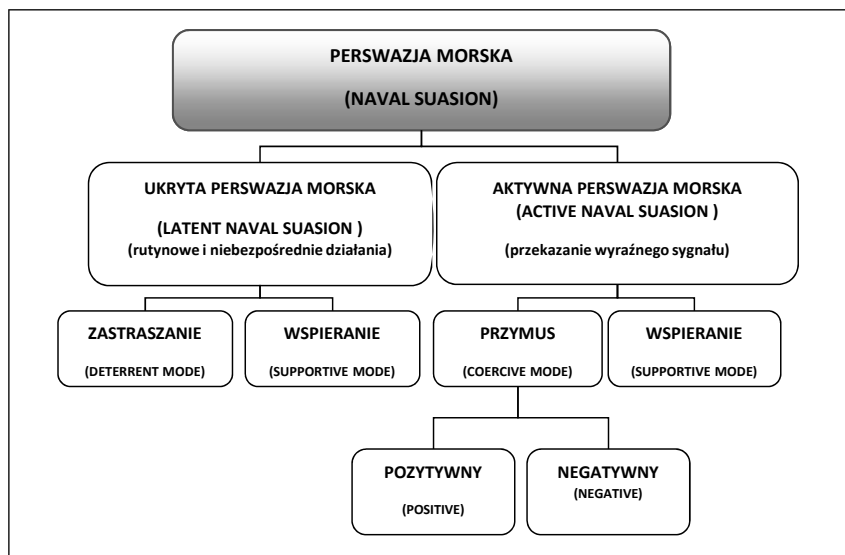 PERSWAZJA MORSKA
(NAVAL SUASION)
UKRYTA PERSWAZJA MORSKA
(LATENT NAVAL SUASION )
(rutynowe i niebezpośrednie działania)
AKTYWNA PERSWAZJA MORSKA
(ACTIVE NAVAL SUASION )
(przekazanie wyraźnego sygnału)
ZASTRASZANIE
(DETERRENT MODE)
WSPIERANIE
(SUPPORTIVE MODE)
PRZYMUS
(COERCIVE MODE)
WSPIERANIE
(SUPPORTIVE MODE)
POZYTYWNY
(POSITIVE)
NEGATYWNY
(NEGATIVE)